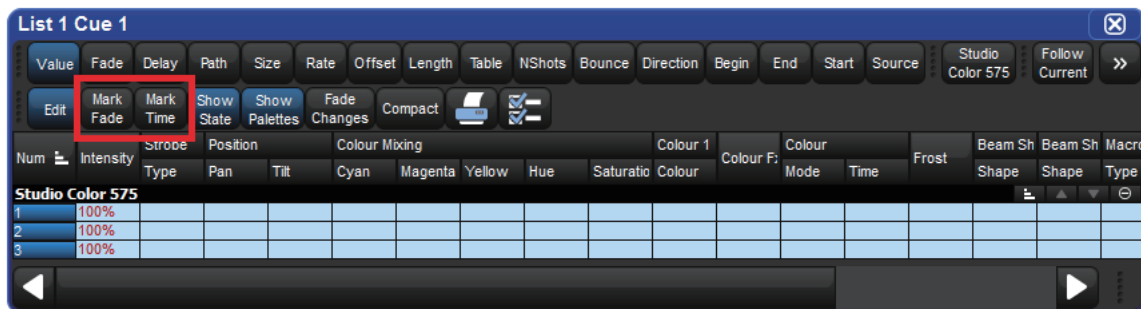 List 1 Cue 1
Value Fade Delay Path Size Rate Offset Length Table NShots Bounce Direction Begin End Start Source Studio Color 575 Follow Current »
Edit Mark Fade Mark Time Show State Show Palettes Fade Changes Compact
Num Intensity Strobe Position Colour Mixing Colour 1 Colour F: Colour Frost Beam Sh Beam Sh Macro
Type Pan Tilt Cyan Magenta Yellow Hue Saturatio Colour Mode Time Shape Shape Type
Studio Color 575
1 100%
2 100%
3 100%